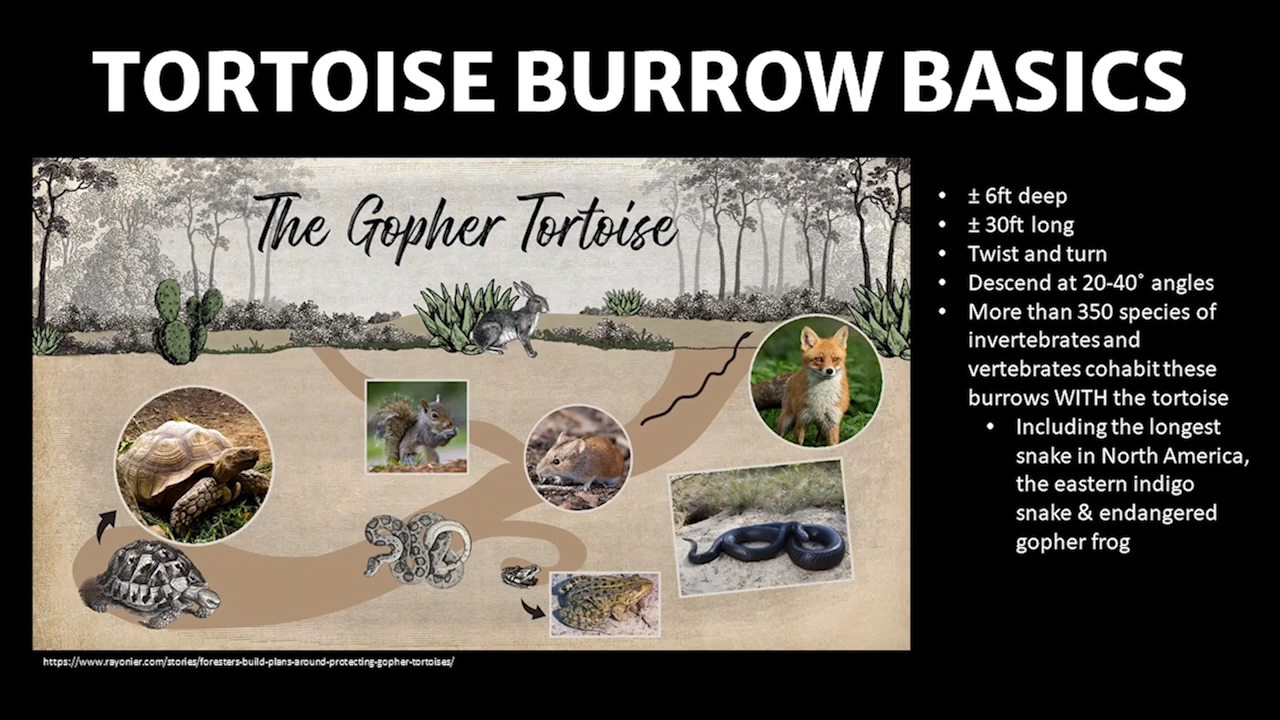 TORTOISE BURROW BASICS
The Gopher Tortoise
• ± 6ft deep
• ± 30ft long
• Twist and turn
• Descend at 20-40˚ angles
• More than 350 species of
invertebrates and
vertebrates cohabit these
burrows WITH the tortoise
• Including the longest
snake in North America,
the eastern indigo
snake & endangered
gopher frog
https://www.rayonier.com/stories/foresters-build-plans-around-protecting-gopher-tortoises/